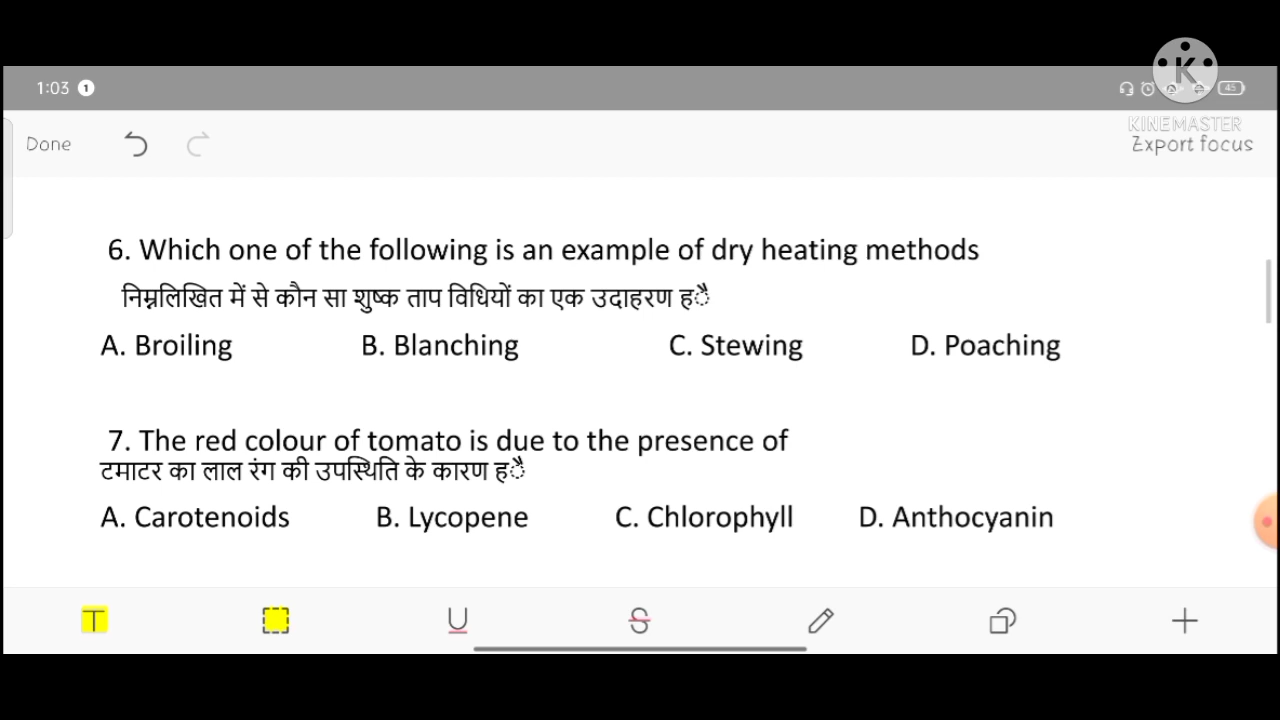 1:03 1
45
K
KINEMASTER
Done
Export focus
6. Which one of the following is an example of dry heating methods
निम्नलिखित में से कौन सा शुष्क ताप विधियों का एक उदाहरण है
A. Broiling B. Blanching C. Stewing D. Poaching
7. The red colour of tomato is due to the presence of
टमाटर का लाल रंग की उपस्थिति के कारण है
A. Carotenoids B. Lycopene C. Chlorophyll D. Anthocyanin
T U S